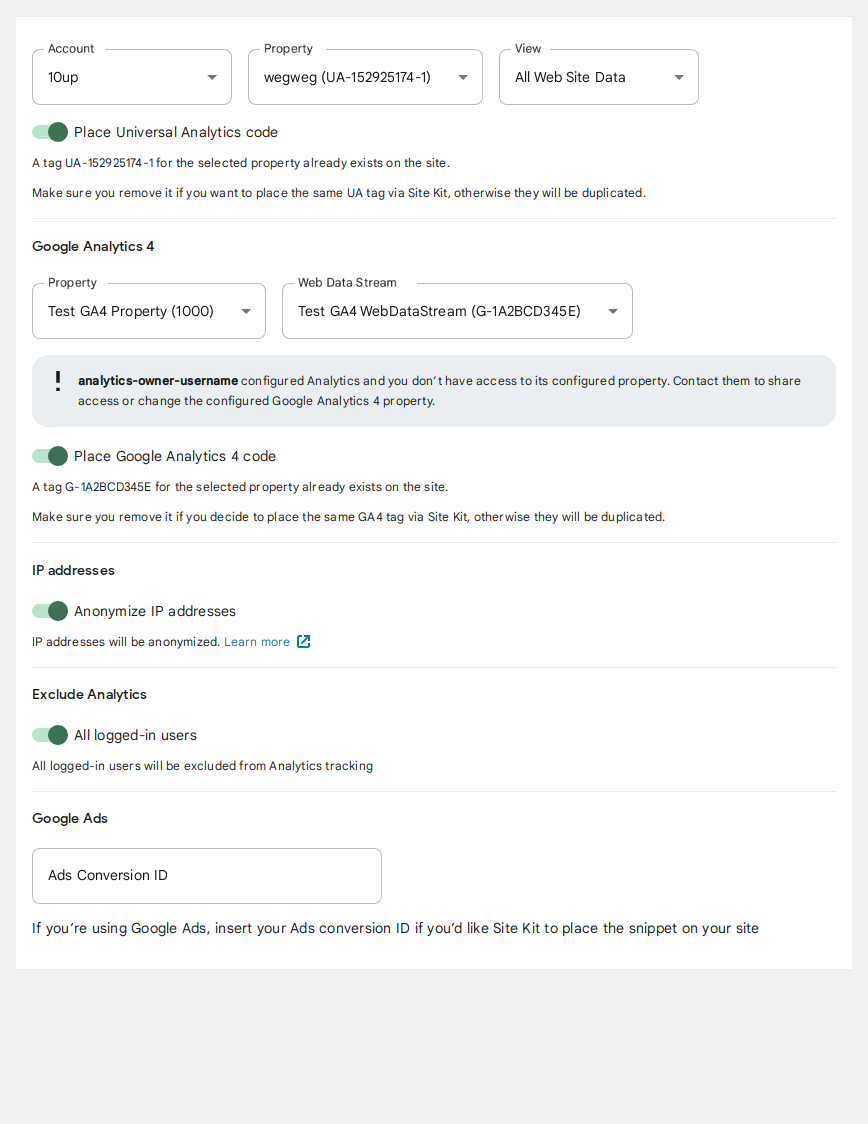 Account
10up
Property
wegweg (UA-152925174-1)
View
All Web Site Data
Place Universal Analytics code
A tag UA-152925174-1 for the selected property already exists on the site.
Make sure you remove it if you want to place the same UA tag via Site Kit, otherwise they will be duplicated.
Google Analytics 4
Property
Test GA4 Property (1000)
Web Data Stream
Test GA4 WebDataStream (G-1A2BCD345E)
! analytics-owner-username configured Analytics and you don’t have access to its configured property. Contact them to share
access or change the configured Google Analytics 4 property.
Place Google Analytics 4 code
A tag G-1A2BCD345E for the selected property already exists on the site.
Make sure you remove it if you decide to place the same GA4 tag via Site Kit, otherwise they will be duplicated.
IP addresses
Anonymize IP addresses
IP addresses will be anonymized. Learn more
Exclude Analytics
All logged-in users
All logged-in users will be excluded from Analytics tracking
Google Ads
Ads Conversion ID
If you’re using Google Ads, insert your Ads conversion ID if you’d like Site Kit to place the snippet on your site